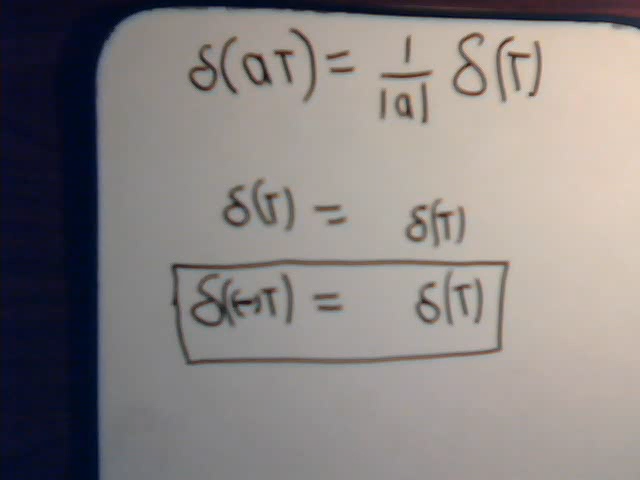 δ(aT) = 1/|a| δ(T)
δ(T) = δ(T)
δ(-T) = δ(T)